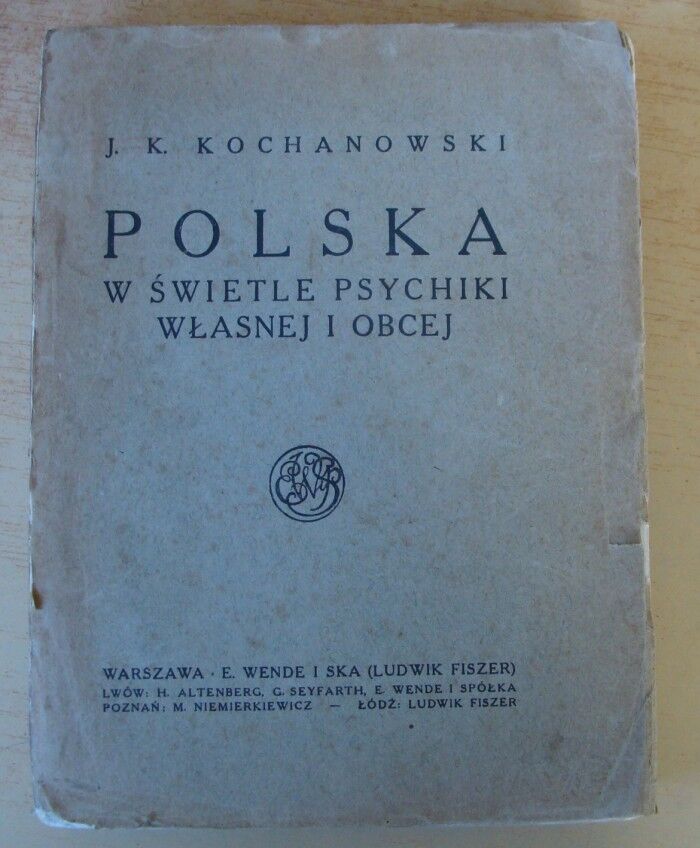 J. K. KOCHANOWSKI
POLSKA
W ŚWIETLE PSYCHIKI
WŁASNEJ I OBCEJ
WARSZAWA · E. WENDE I SKA (LUDWIK FISZER)
LWÓW: H. ALTENBERG, G. SEYFARTH, E. WENDE I SPÓŁKA
POZNAŃ: M. NIEMIERKIEWICZ — ŁÓDŹ: LUDWIK FISZER